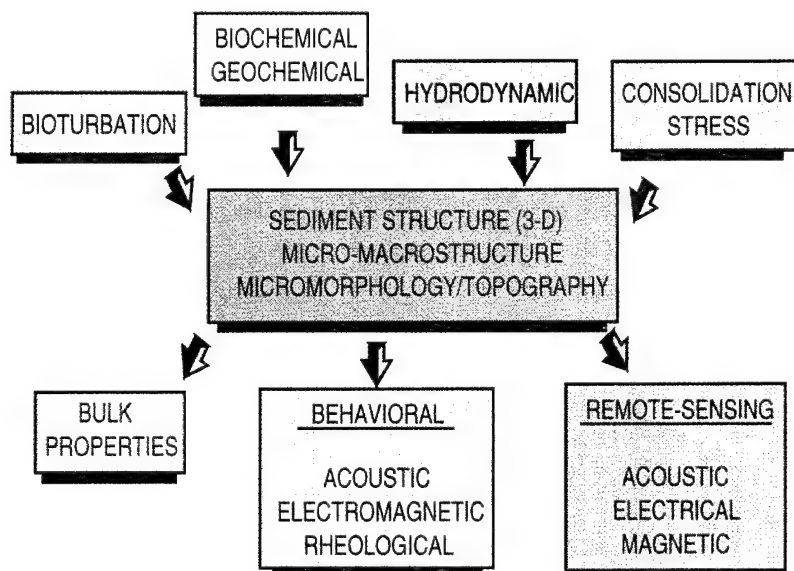 BIOCHEMICAL
GEOCHEMICAL
BIOTURBATION
HYDRODYNAMIC
CONSOLIDATION
STRESS
SEDIMENT STRUCTURE (3-D)
MICRO-MACROSTRUCTURE
MICROMORPHOLOGY/TOPOGRAPHY
BULK
PROPERTIES
BEHAVIORAL
ACOUSTIC
ELECTROMAGNETIC
RHEOLOGICAL
REMOTE-SENSING
ACOUSTIC
ELECTRICAL
MAGNETIC